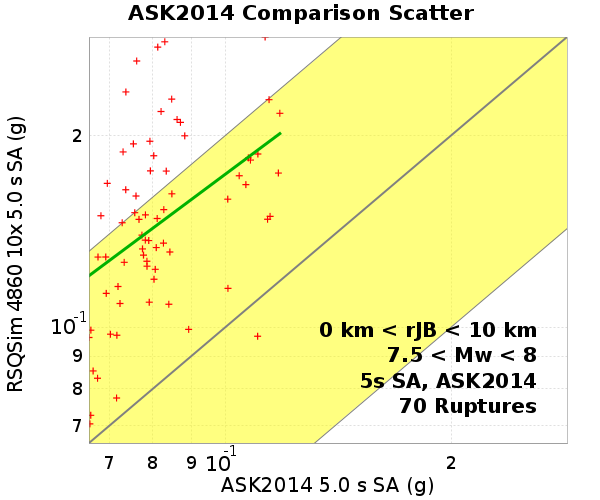 ASK2014 Comparison Scatter
RSQSim 4860 10x 5.0 s SA (g)
2
10-1
9
8
7
0 km < rJB < 10 km
7.5 < Mw < 8
5s SA, ASK2014
70 Ruptures
7 8 9 10-1 2
ASK2014 5.0 s SA (g)